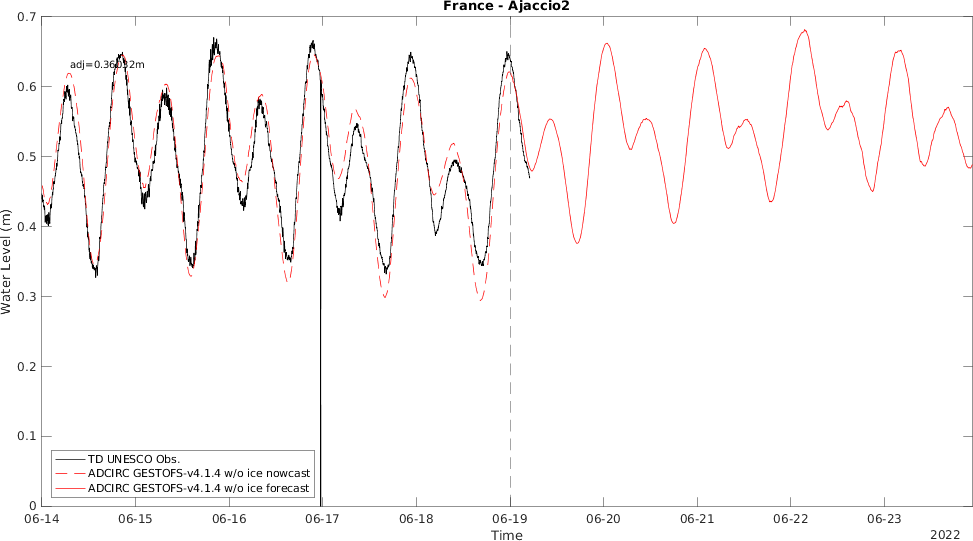 France - Ajaccio2
0.7
0.6
0.5
0.4
0.3
0.2
0.1
0
Water Level (m)
adj=0.36032m
TD UNESCO Obs.
ADCIRC GESTOFS-v4.1.4 w/o ice nowcast
ADCIRC GESTOFS-v4.1.4 w/o ice forecast
06-14 06-15 06-16 06-17 06-18 06-19 06-20 06-21 06-22 06-23
Time
2022